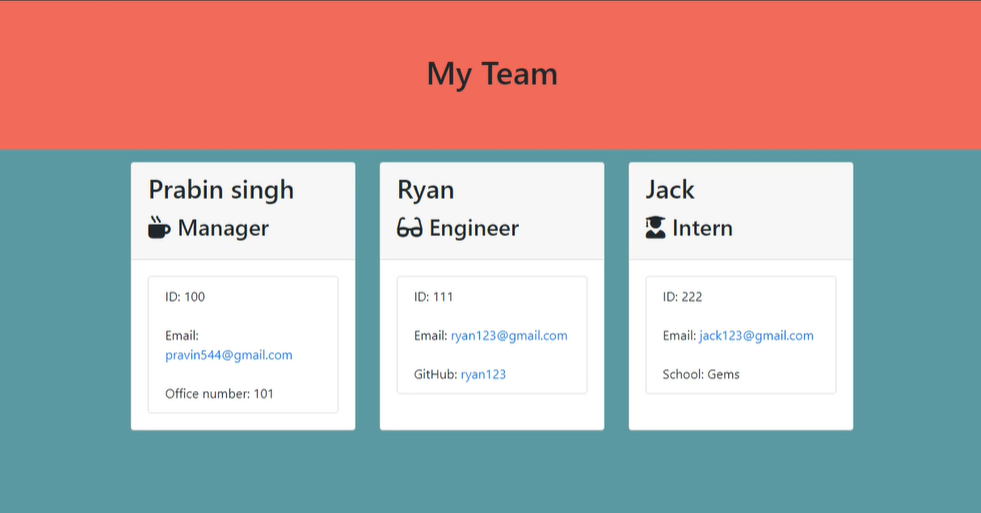 My Team
Prabin singh
Manager
ID: 100
Email:
pravin544@gmail.com
Office number: 101
Ryan
Engineer
ID: 111
Email: ryan123@gmail.com
GitHub: ryan123
Jack
Intern
ID: 222
Email: jack123@gmail.com
School: Gems